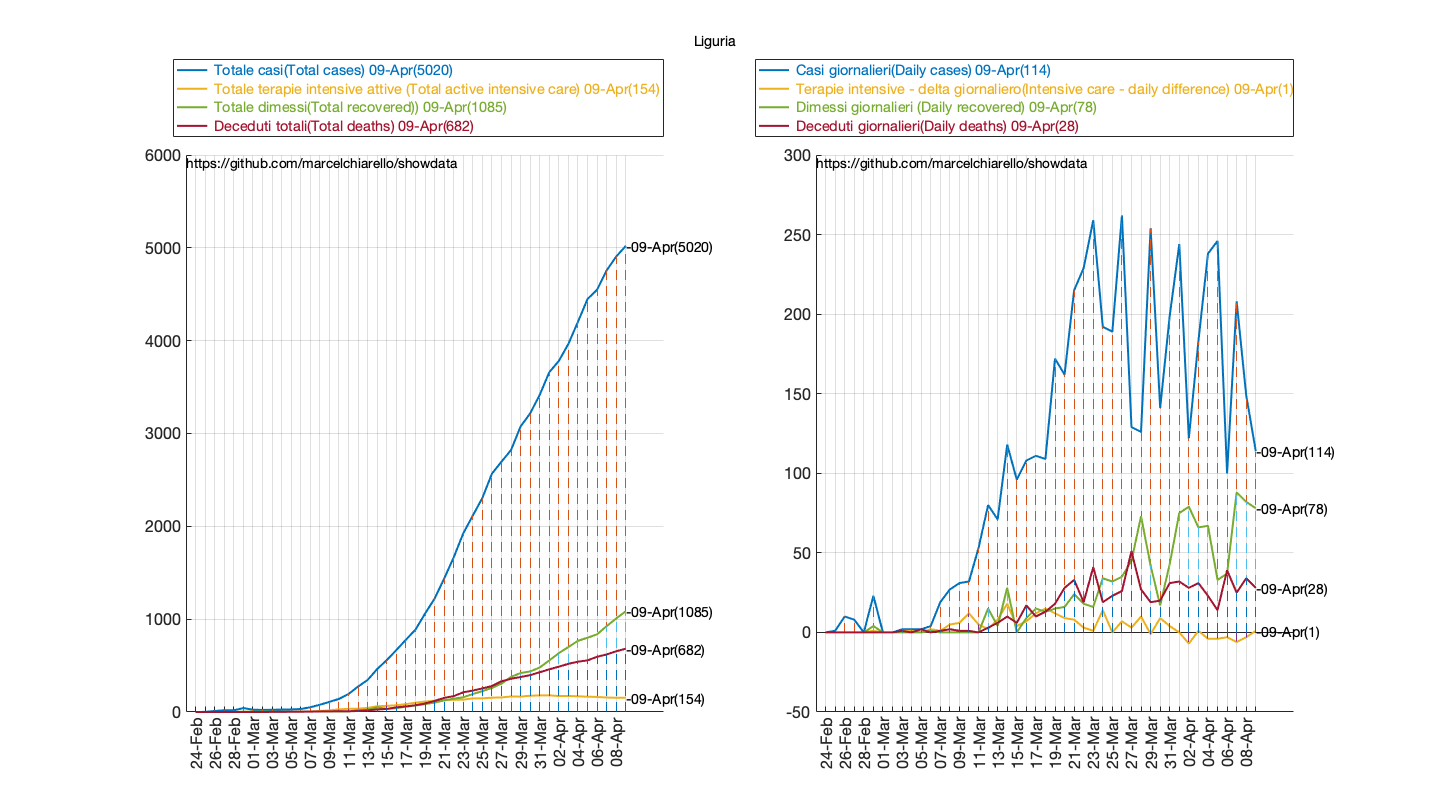 Liguria
Totale casi(Total cases) 09-Apr(5020)
Totale terapie intensive attive (Total active intensive care) 09-Apr(154)
Totale dimessi(Total recovered)) 09-Apr(1085)
Deceduti totali(Total deaths) 09-Apr(682)
6000
https://github.com/marcelchiarello/showdata
5000
4000
3000
2000
1000
0
-09-Apr(5020)
-09-Apr(1085)
-09-Apr(682)
-09-Apr(154)
24-Feb
26-Feb
28-Feb
01-Mar
03-Mar
05-Mar
07-Mar
09-Mar
11-Mar
13-Mar
15-Mar
17-Mar
19-Mar
21-Mar
23-Mar
25-Mar
27-Mar
29-Mar
31-Mar
02-Apr
04-Apr
06-Apr
08-Apr
Casi giornalieri(Daily cases) 09-Apr(114)
Terapie intensive - delta giornaliero(Intensive care - daily difference) 09-Apr(1)
Dimessi giornalieri (Daily recovered) 09-Apr(78)
Deceduti giornalieri(Daily deaths) 09-Apr(28)
300
https://github.com/marcelchiarello/showdata
250
200
150
100
50
0
-50
-09-Apr(114)
-09-Apr(78)
-09-Apr(28)
-09-Apr(1)
24-Feb
26-Feb
28-Feb
01-Mar
03-Mar
05-Mar
07-Mar
09-Mar
11-Mar
13-Mar
15-Mar
17-Mar
19-Mar
21-Mar
23-Mar
25-Mar
27-Mar
29-Mar
31-Mar
02-Apr
04-Apr
06-Apr
08-Apr